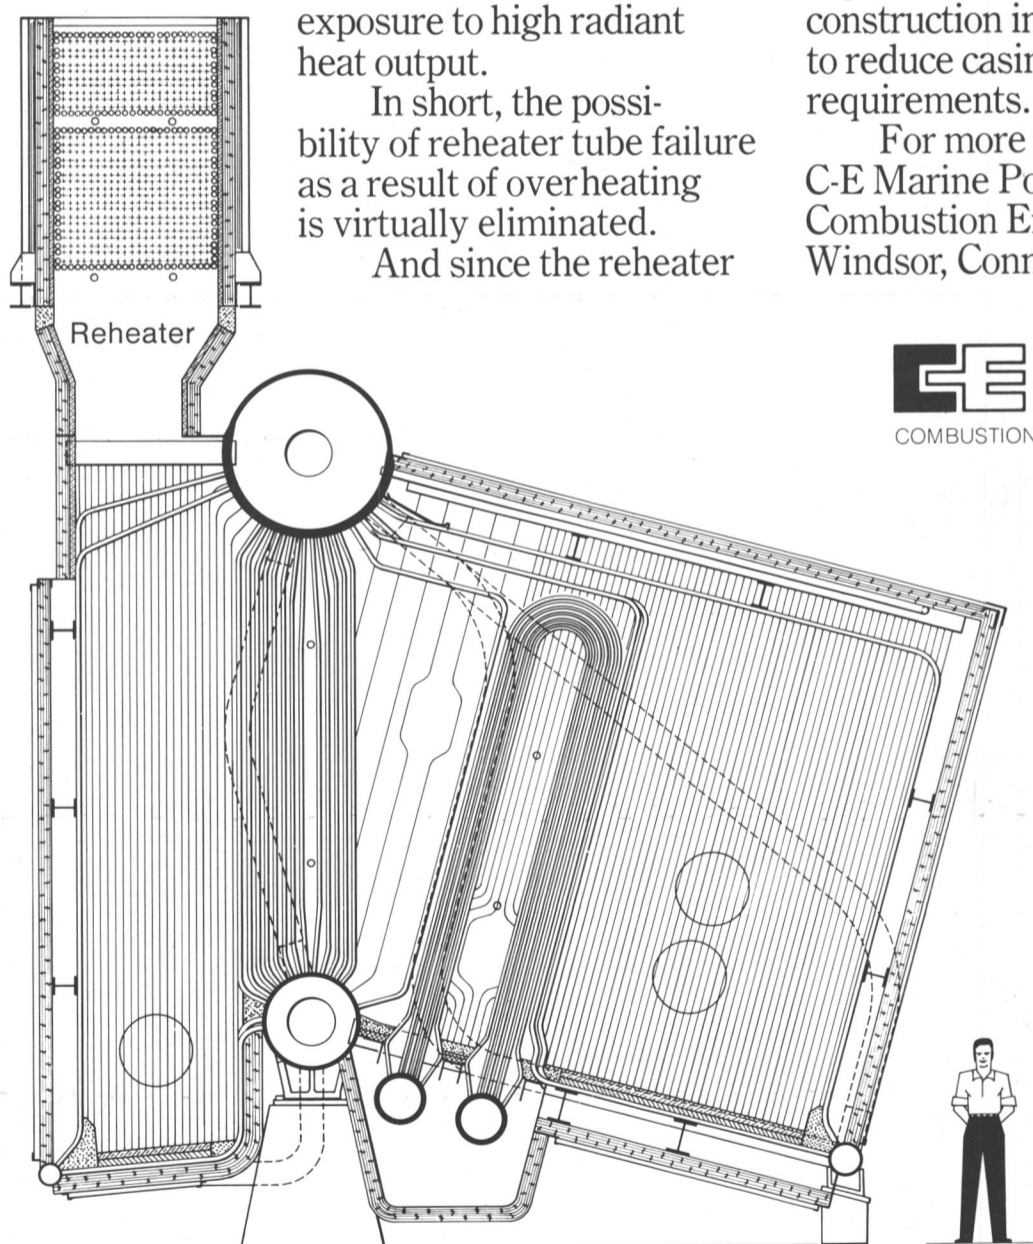 exposure to high radiant
heat output.
In short, the possi-
bility of reheater tube failure
as a result of overheating
is virtually eliminated.
And since the reheater
construction in
to reduce casin
requirements.
For more
C-E Marine Po
Combustion E
Windsor, Conn
Reheater
CE
COMBUSTION